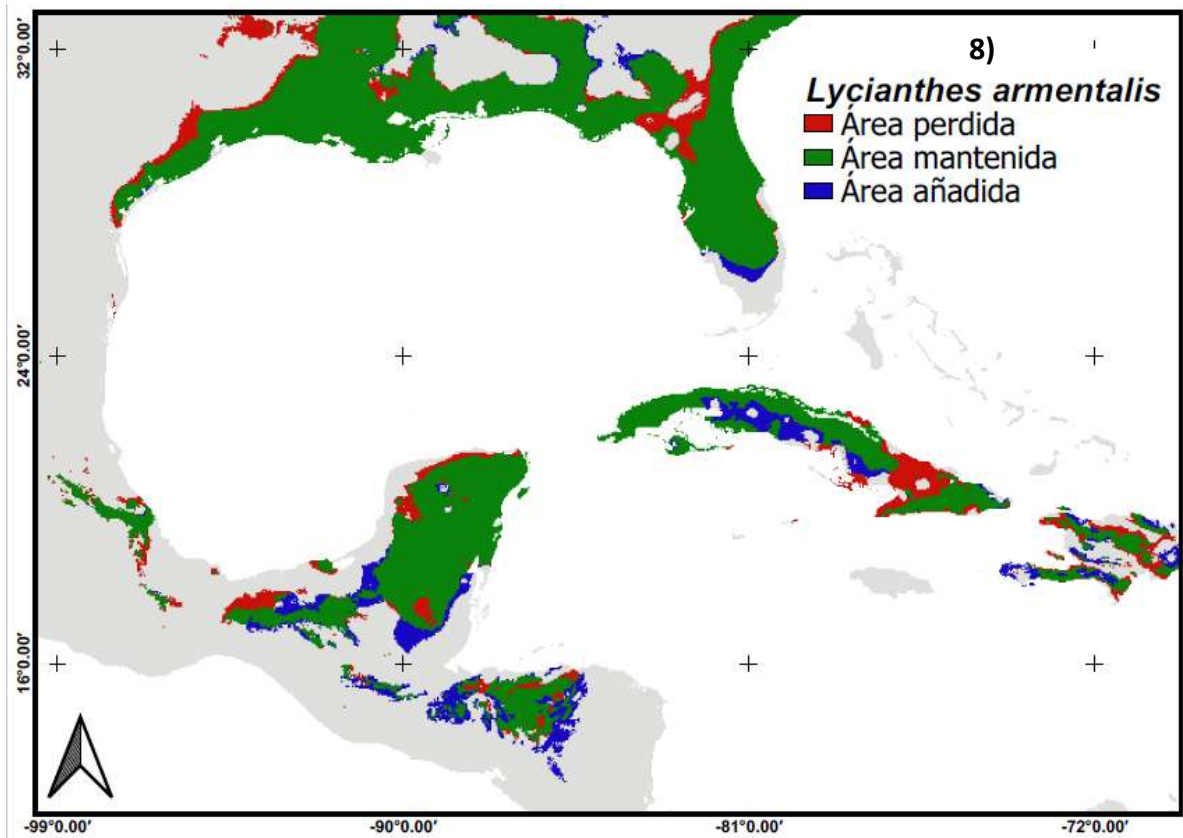 8)
Lycianthes armentalis
Área perdida
Área mantenida
Área añadida
32°0.00′
24°0.00′
16°0.00′
-99°0.00′
-90°0.00′
-81°0.00′
-72°0.00′